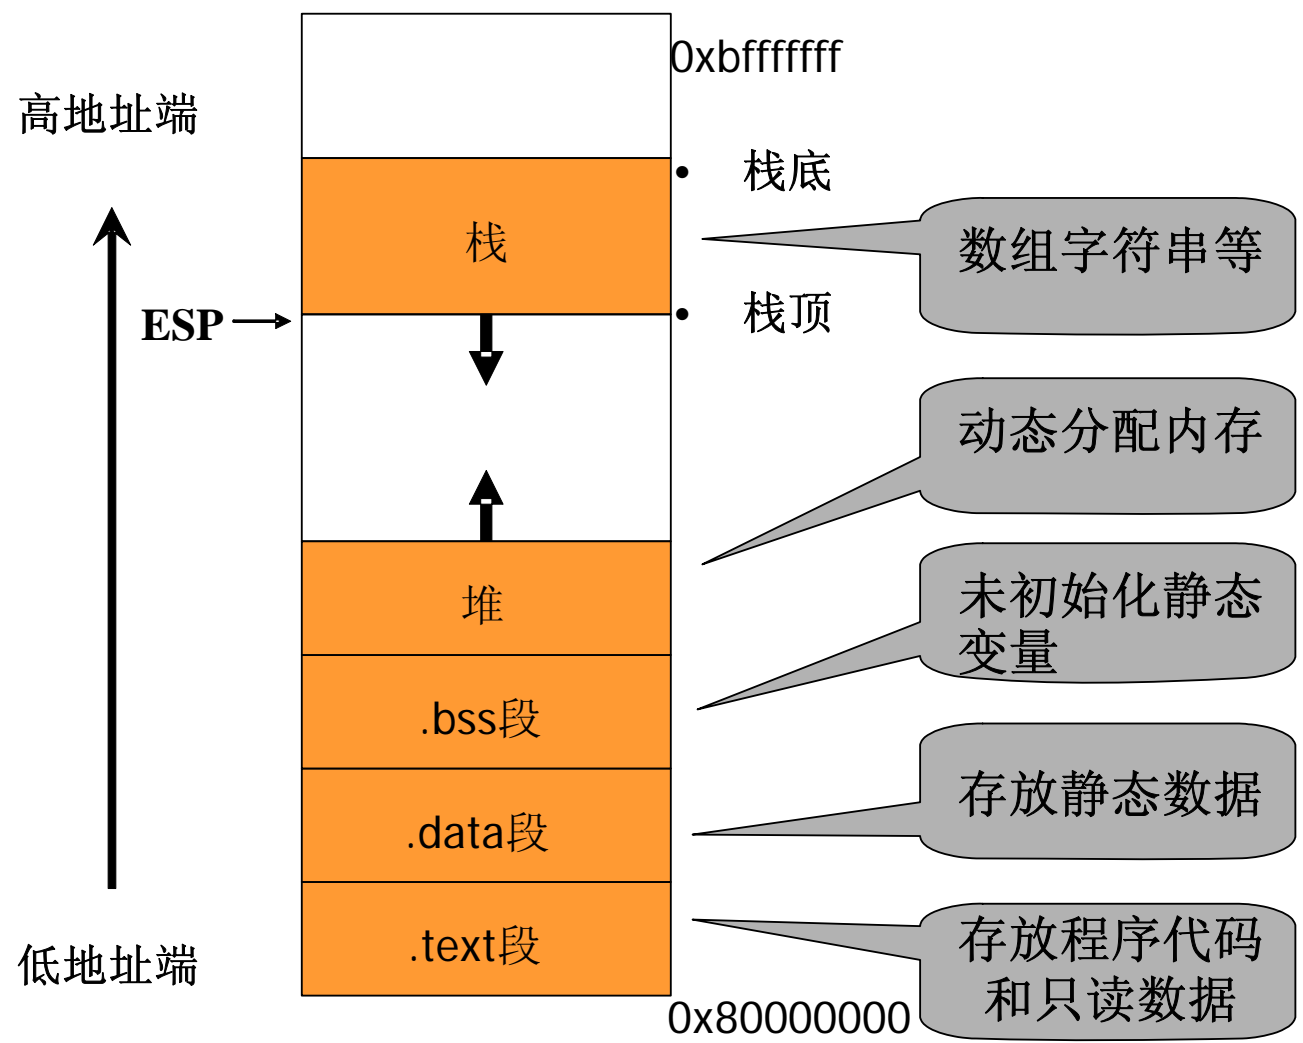 0xbfffffff
高地址端
• 栈底
栈
数组字符串等
ESP
• 栈顶
动态分配内存
堆
未初始化静态
变量
.bss段
.data段
存放静态数据
.text段
存放程序代码
和只读数据
低地址端
0x80000000